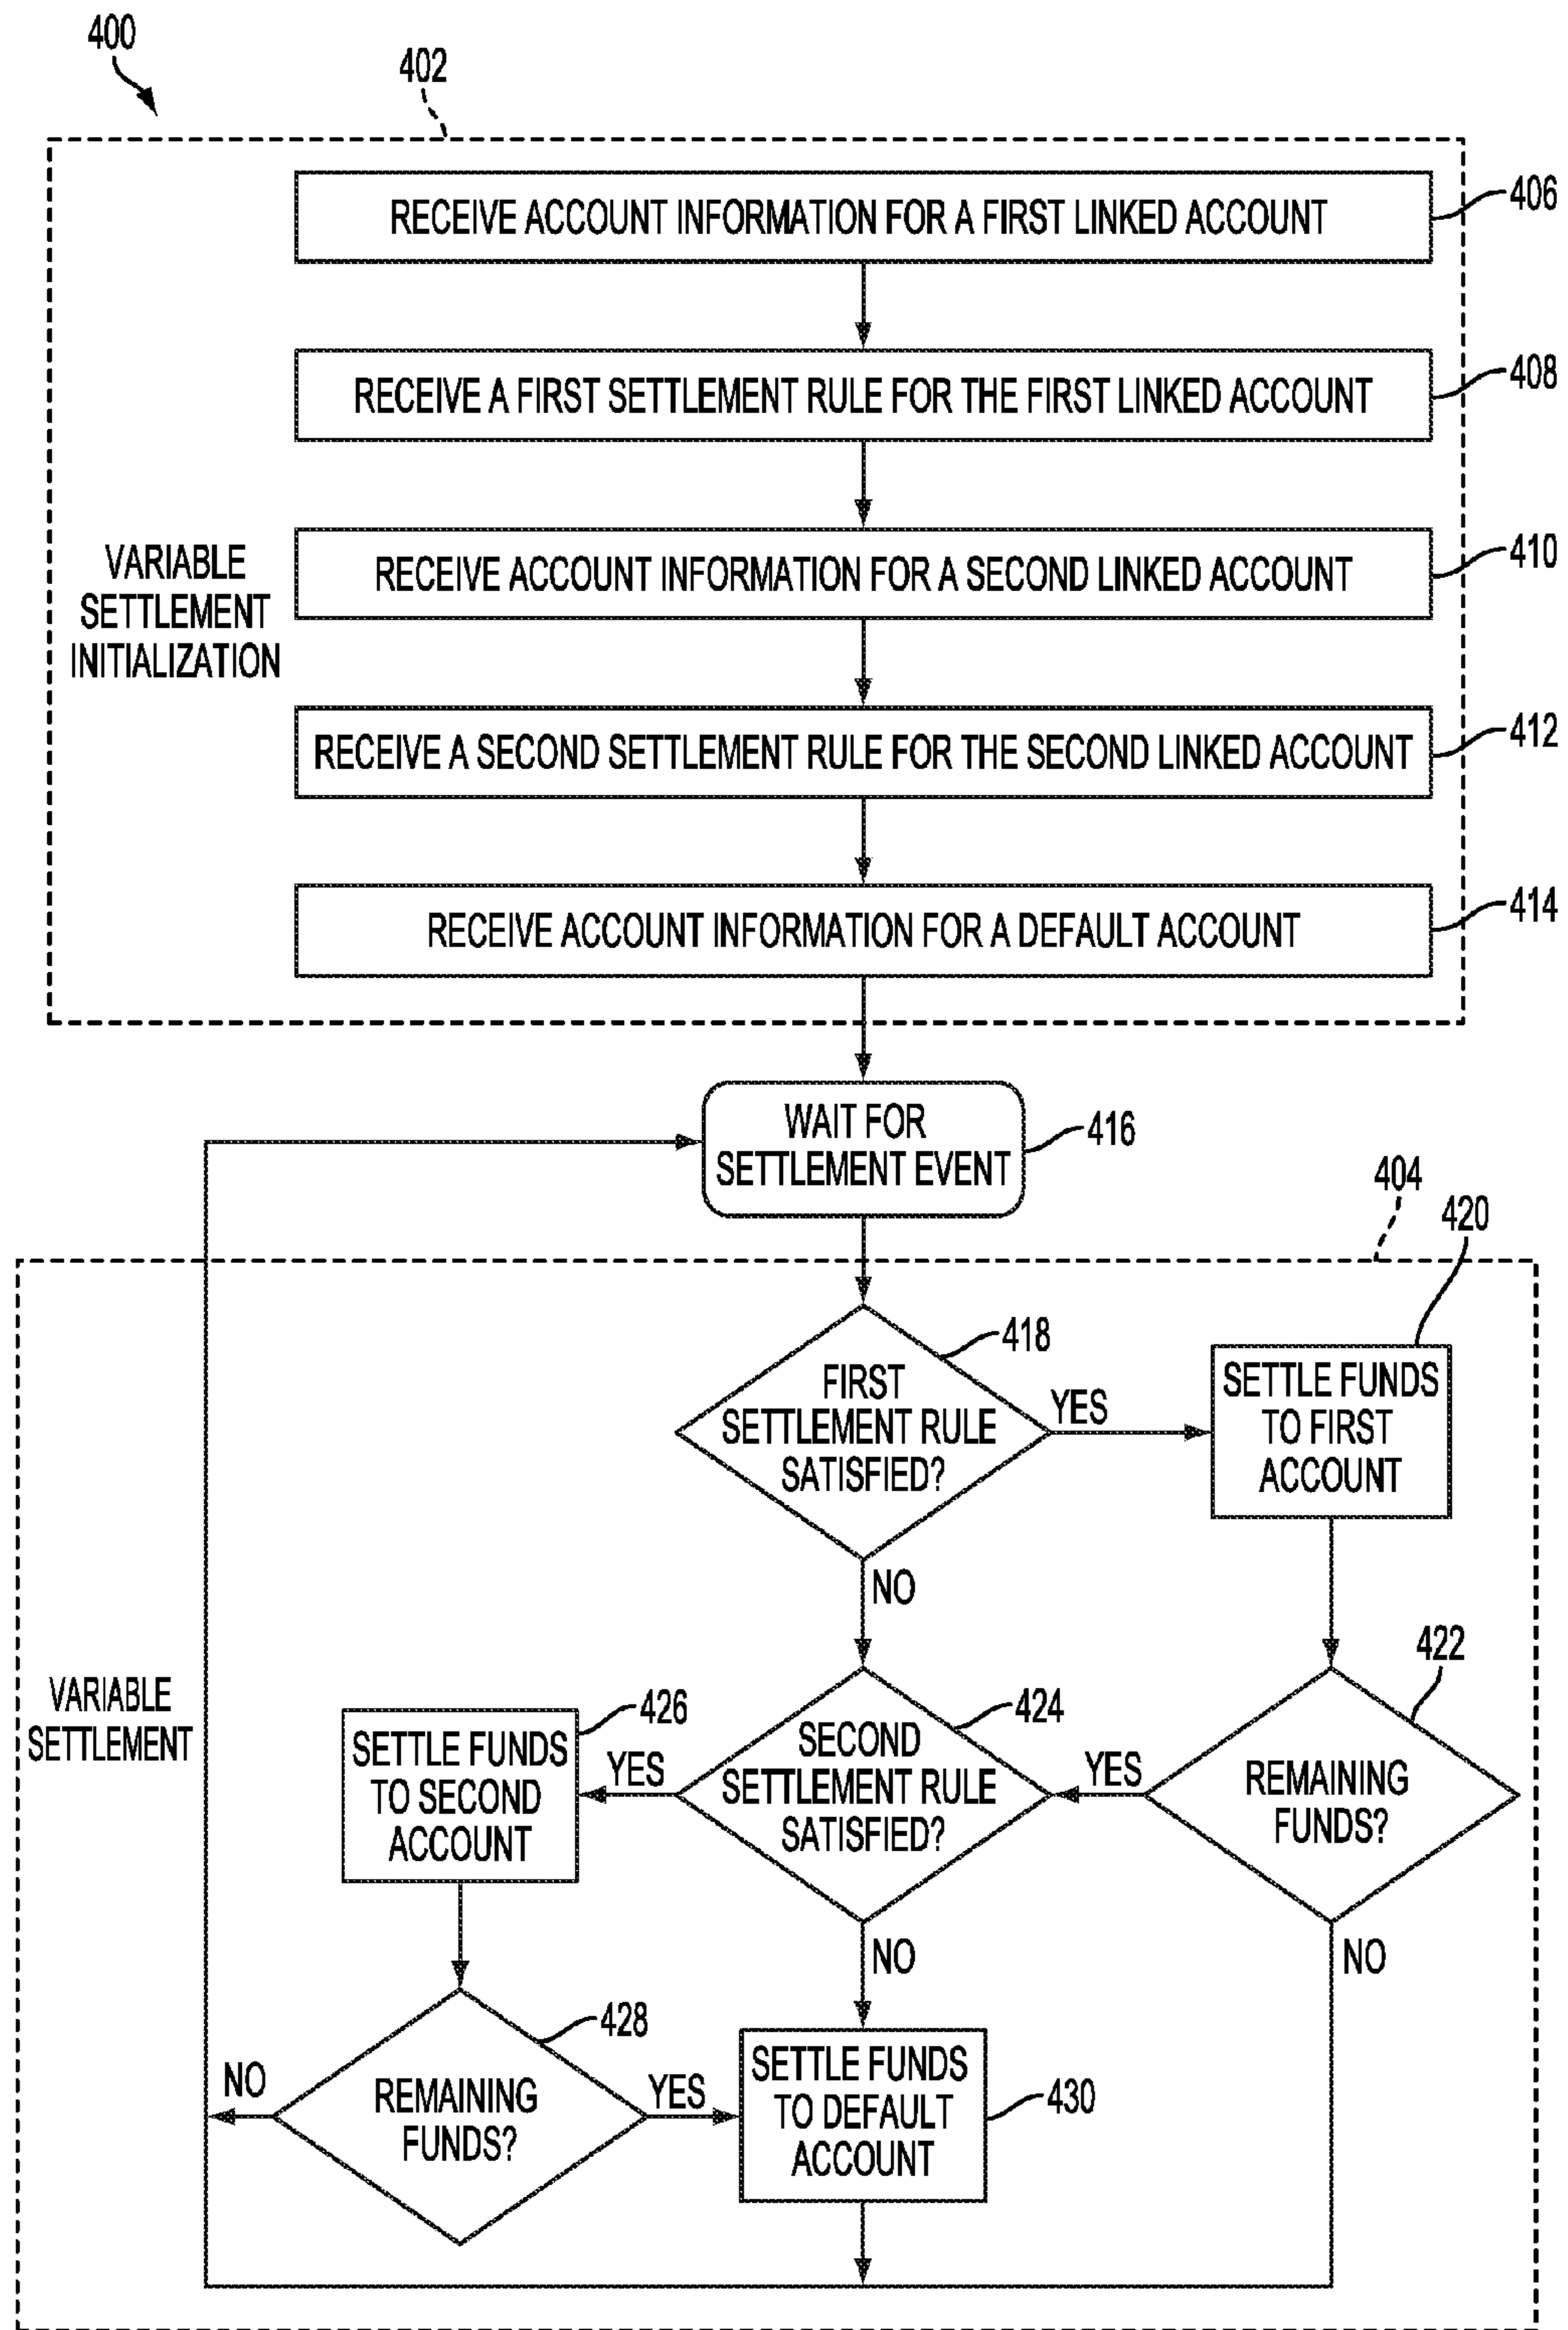 400
402
RECEIVE ACCOUNT INFORMATION FOR A FIRST LINKED ACCOUNT
406
RECEIVE A FIRST SETTLEMENT RULE FOR THE FIRST LINKED ACCOUNT
408
VARIABLE
SETTLEMENT
INITIALIZATION
RECEIVE ACCOUNT INFORMATION FOR A SECOND LINKED ACCOUNT
410
RECEIVE A SECOND SETTLEMENT RULE FOR THE SECOND LINKED ACCOUNT
412
RECEIVE ACCOUNT INFORMATION FOR A DEFAULT ACCOUNT
414
WAIT FOR
SETTLEMENT EVENT
416
404
420
418
FIRST
SETTLEMENT RULE
SATISFIED?
YES
SETTLE FUNDS
TO FIRST
ACCOUNT
NO
422
VARIABLE
SETTLEMENT
426
SETTLE FUNDS
TO SECOND
ACCOUNT
YES
424
SECOND
SETTLEMENT RULE
SATISFIED?
YES
REMAINING
FUNDS?
NO
NO
428
NO
REMAINING
FUNDS?
YES
SETTLE FUNDS
TO DEFAULT
ACCOUNT
430